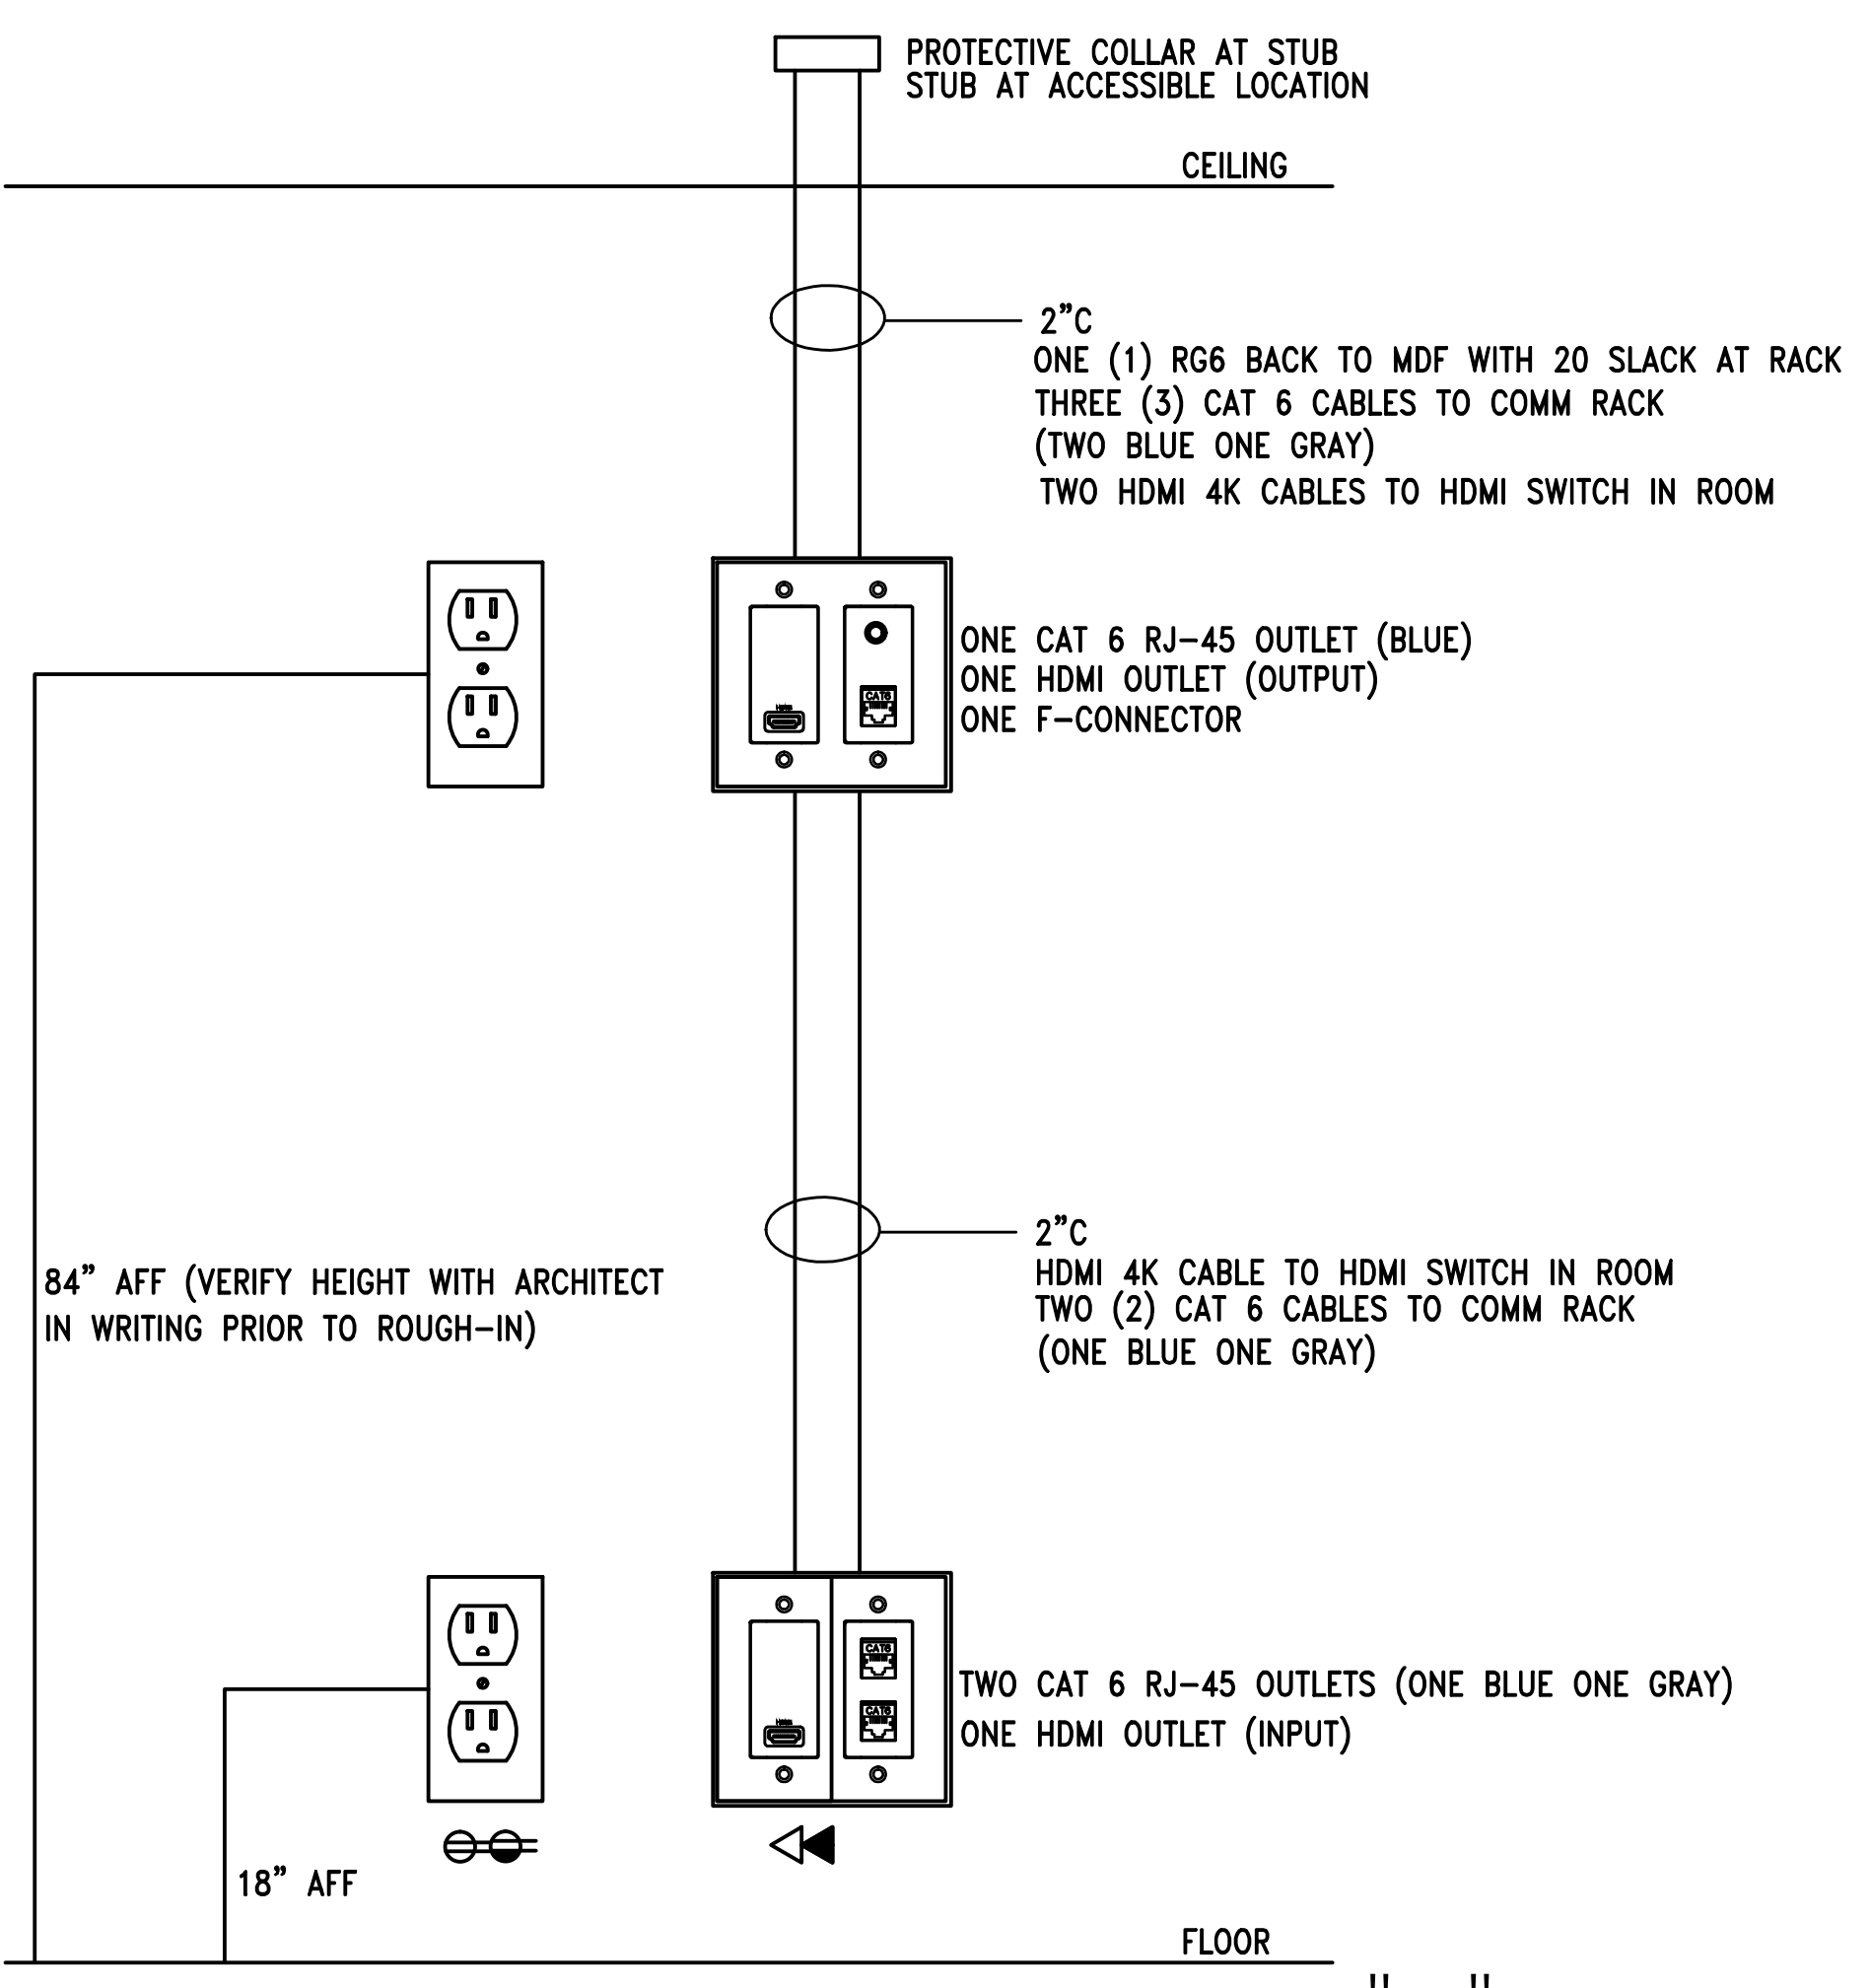 PROTECTIVE COLLAR AT STUB
STUB AT ACCESSIBLE LOCATION
CEILING
2"C
ONE (1) RG6 BACK TO MDF WITH 20 SLACK AT RACK
THREE (3) CAT 6 CABLES TO COMM RACK
(TWO BLUE ONE GRAY)
TWO HDMI 4K CABLES TO HDMI SWITCH IN ROOM
ONE CAT 6 RJ-45 OUTLET (BLUE)
ONE HDMI OUTLET (OUTPUT)
ONE F-CONNECTOR
CAT6
2"C
HDMI 4K CABLE TO HDMI SWITCH IN ROOM
TWO (2) CAT 6 CABLES TO COMM RACK
(ONE BLUE ONE GRAY)
84" AFF (VERIFY HEIGHT WITH ARCHITECT
IN WRITING PRIOR TO ROUGH-IN)
CAT6
CAT6
TWO CAT 6 RJ-45 OUTLETS (ONE BLUE ONE GRAY)
ONE HDMI OUTLET (INPUT)
18" AFF
FLOOR